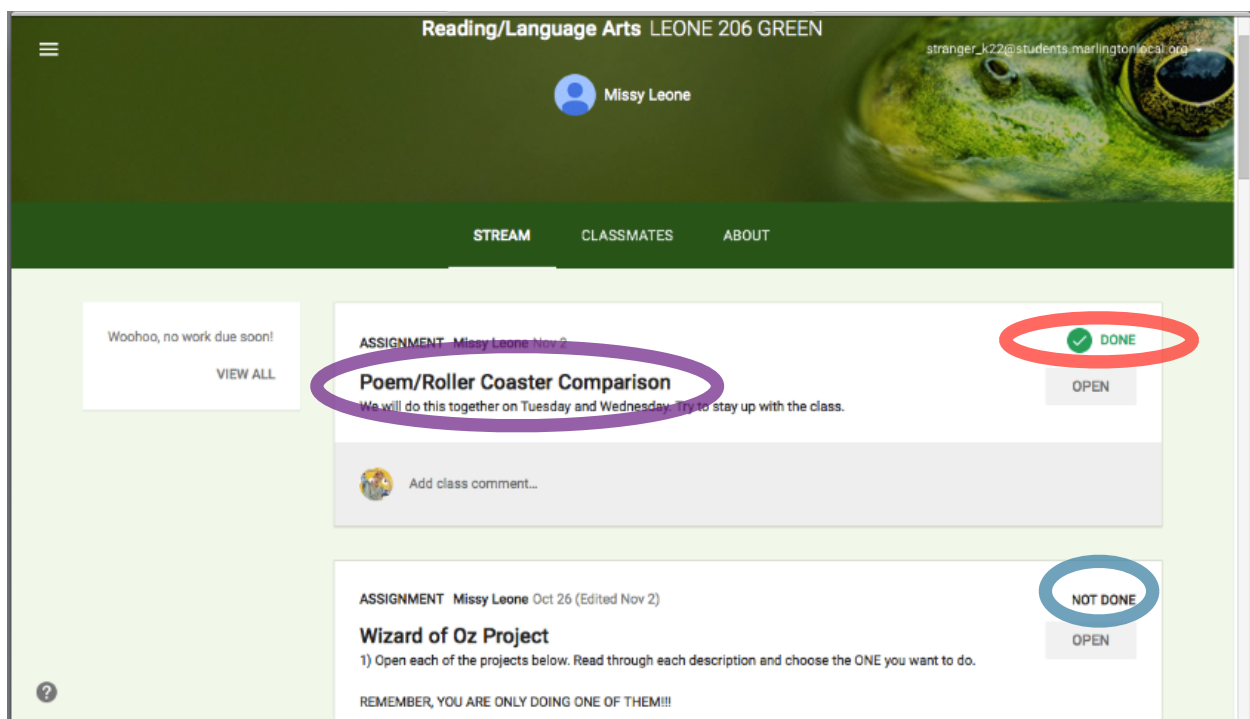 Reading/Language Arts LEONE 206 GREEN
stranger_k22@students.marlingtonlocal.org
Missy Leone
STREAM CLASSMATES ABOUT
Woohoo, no work due soon!
VIEW ALL
ASSIGNMENT Missy Leone Nov 2
DONE
Poem/Roller Coaster Comparison
OPEN
We will do this together on Tuesday and Wednesday. Try to stay up with the class.
Add class comment...
ASSIGNMENT Missy Leone Oct 26 (Edited Nov 2)
NOT DONE
Wizard of Oz Project
OPEN
1) Open each of the projects below. Read through each description and choose the ONE you want to do.
REMEMBER, YOU ARE ONLY DOING ONE OF THEM!!!
?